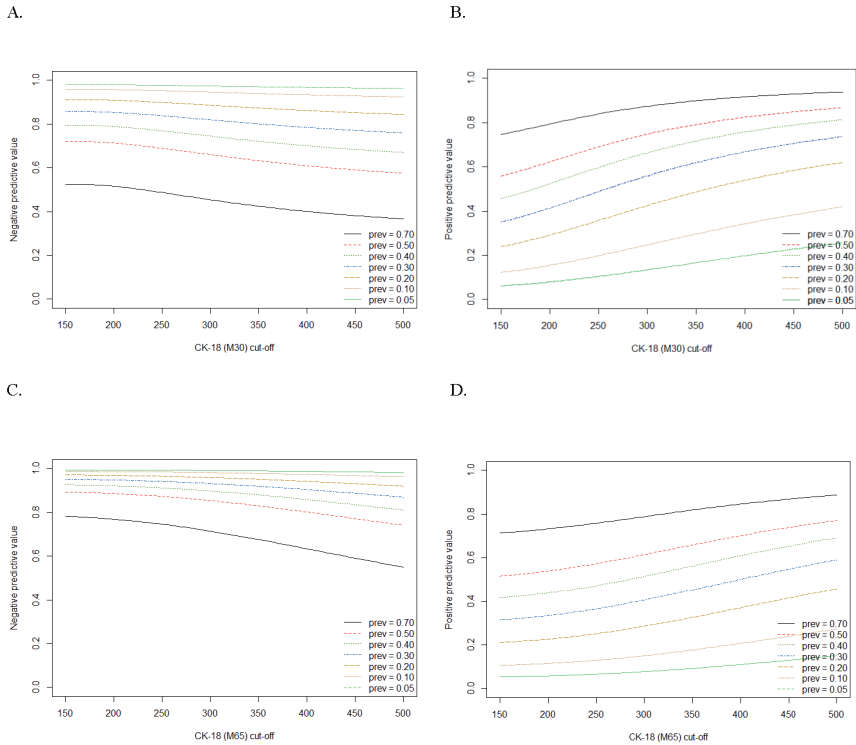 A.
Negative predictive value
1.0
0.8
0.6
0.4
0.2
0.0
prev = 0.70
prev = 0.50
prev = 0.40
prev = 0.30
prev = 0.20
prev = 0.10
prev = 0.05
150 200 250 300 350 400 450 500
CK-18 (M30) cut-off
B.
Positive predictive value
1.0
0.8
0.6
0.4
0.2
0.0
prev = 0.70
prev = 0.50
prev = 0.40
prev = 0.30
prev = 0.20
prev = 0.10
prev = 0.05
150 200 250 300 350 400 450 500
CK-18 (M30) cut-off
C.
Negative predictive value
1.0
0.8
0.6
0.4
0.2
0.0
prev = 0.70
prev = 0.50
prev = 0.40
prev = 0.30
prev = 0.20
prev = 0.10
prev = 0.05
150 200 250 300 350 400 450 500
CK-18 (M65) cut-off
D.
Positive predictive value
1.0
0.8
0.6
0.4
0.2
0.0
prev = 0.70
prev = 0.50
prev = 0.40
prev = 0.30
prev = 0.20
prev = 0.10
prev = 0.05
150 200 250 300 350 400 450 500
CK-18 (M65) cut-off